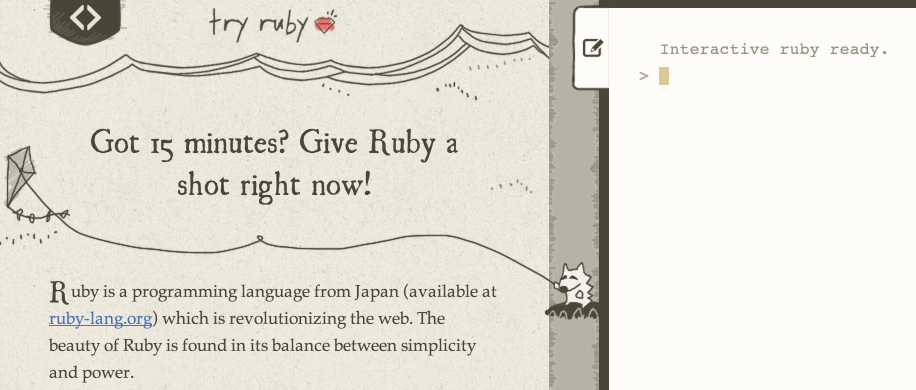 try ruby
Got 15 minutes? Give Ruby a
shot right now!
Ruby is a programming language from Japan (available at
ruby-lang.org) which is revolutionizing the web. The
beauty of Ruby is found in its balance between simplicity
and power.
Interactive ruby ready.
>